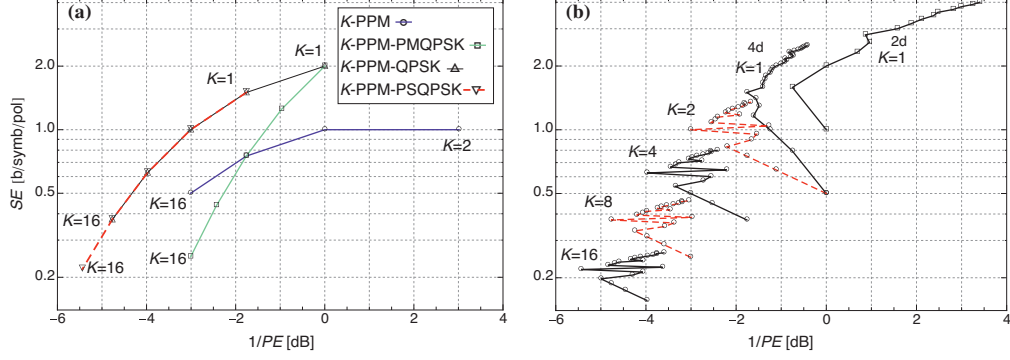 (a)
K-PPM
K-PPM-PMQPSK
K-PPM-QPSK
K-PPM-PSQPSK
K=1
K=1
K=2
K=16
K=16
K=16
K=16
SE [b/symb/pol]
2.0
1.0
0.5
0.2
−6
−4
−2
0
2
4
1/PE [dB]
(b)
4d
K=1
2d
K=1
K=2
K=4
K=8
K=16
2.0
1.0
0.5
0.2
−6
−4
−2
0
2
4
1/PE [dB]